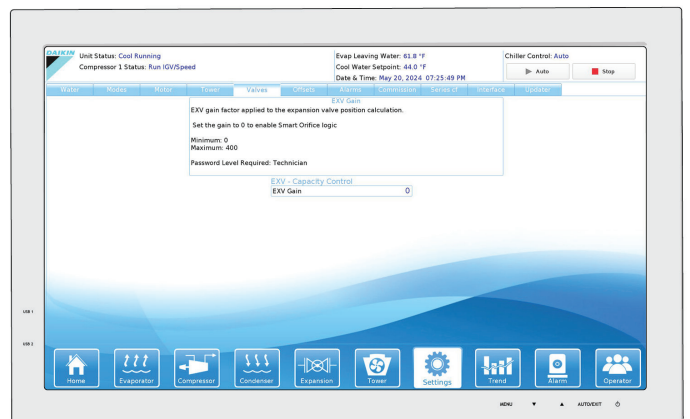 DAIKIN
Unit Status: Cool Running
Compressor 1 Status: Run IGV/Speed
Evap Leaving Water: 61.8 °F
Cool Water Setpoint: 44.0 °F
Date & Time: May 20, 2024 07:25:49 PM
Chiller Control: Auto
Auto
Stop
Water Modes Motor Tower Valves Offsets Alarms Commission Series cf Interface Updater
EXV Gain
EXV gain factor applied to the expansion valve position calculation.
Set the gain to 0 to enable Smart Orifice logic
Minimum: 0
Maximum: 400
Password Level Required: Technician
EXV - Capacity Control
EXV Gain 0
USB 1
USB 2
Home Evaporator Compressor Condenser Expansion Tower Settings Trend Alarm Operator
MENU ▼ ▲ AUTO/EXIT